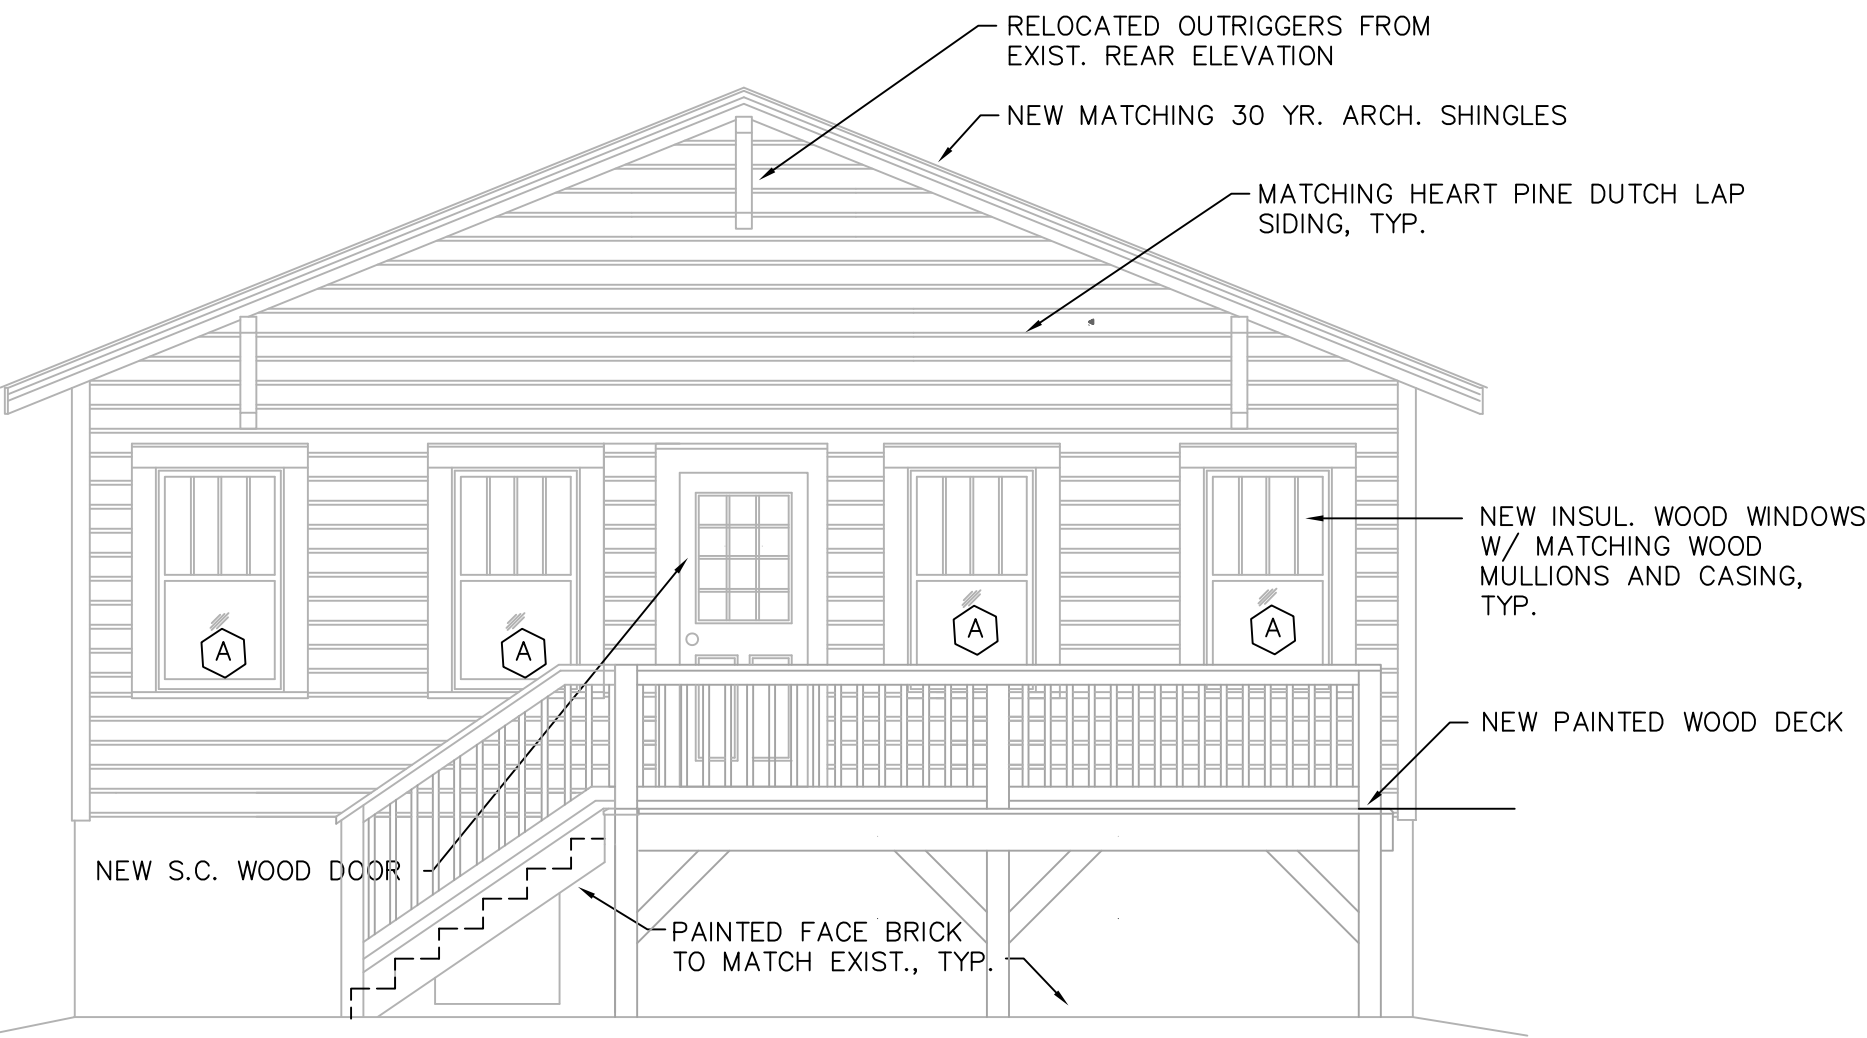 RELOCATED OUTRIGGERS FROM
EXIST. REAR ELEVATION
NEW MATCHING 30 YR. ARCH. SHINGLES
MATCHING HEART PINE DUTCH LAP
SIDING, TYP.
NEW INSUL. WOOD WINDOWS
W/ MATCHING WOOD
MULLIONS AND CASING,
TYP.
A
A
A
A
NEW PAINTED WOOD DECK
NEW S.C. WOOD DOOR
PAINTED FACE BRICK
TO MATCH EXIST., TYP.